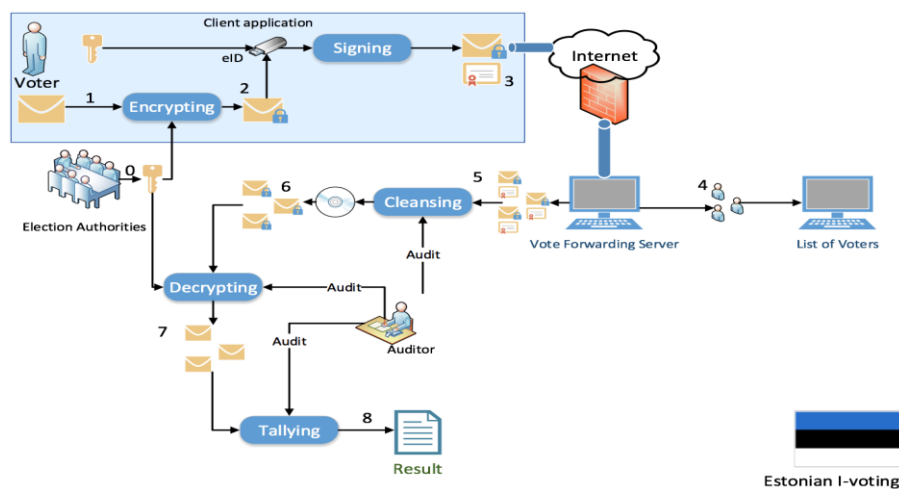 Client application
eID
Signing
Internet
Voter
1
2
3
Encrypting
0
Election Authorities
6
5
4
Cleansing
Vote Forwarding Server
List of Voters
Audit
Decrypting
Audit
7
Audit
Auditor
Tallying
8
Result
Estonian I-voting